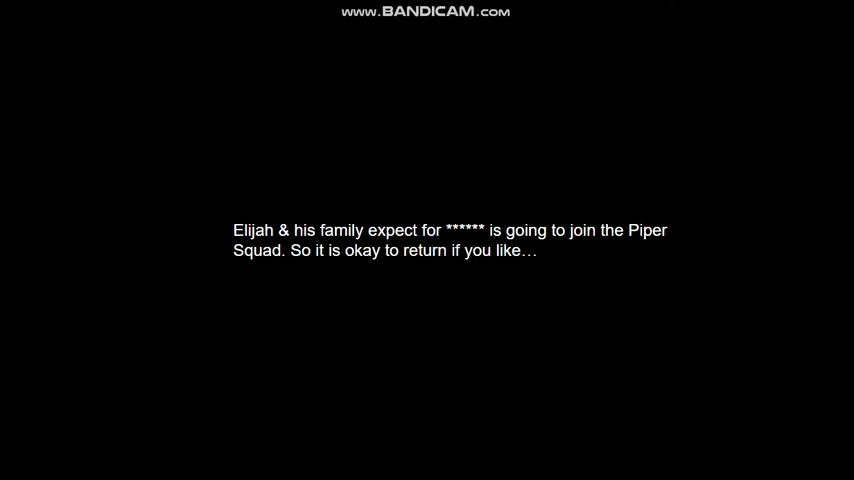 www.BANDICAM.com
Elijah & his family expect for ****** is going to join the Piper
Squad. So it is okay to return if you like…